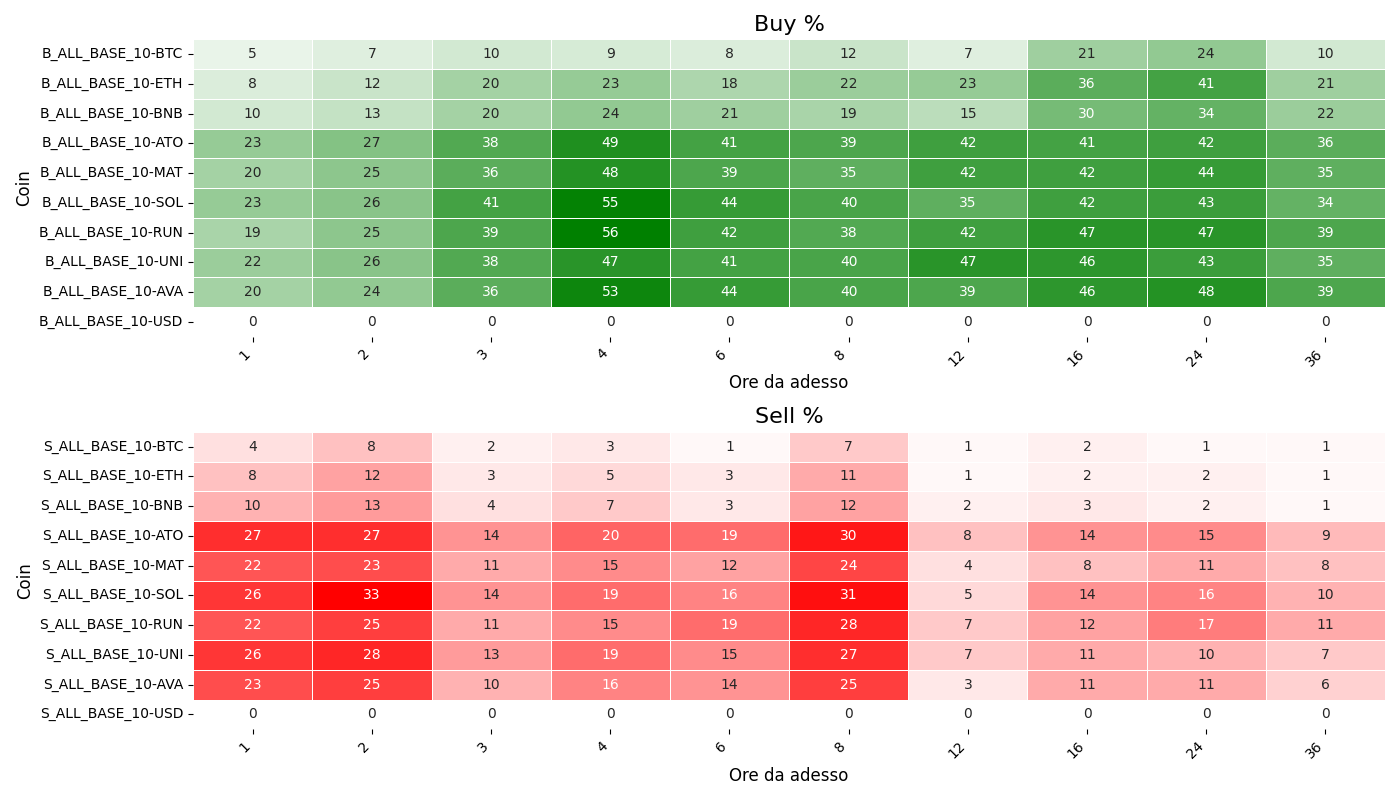 Buy %
Coin
B_ALL_BASE_10-BTC 5 7 10 9 8 12 7 21 24 10
B_ALL_BASE_10-ETH 8 12 20 23 18 22 23 36 41 21
B_ALL_BASE_10-BNB 10 13 20 24 21 19 15 30 34 22
B_ALL_BASE_10-ATO 23 27 38 49 41 39 42 41 42 36
B_ALL_BASE_10-MAT 20 25 36 48 39 35 42 42 44 35
B_ALL_BASE_10-SOL 23 26 41 55 44 40 35 42 43 34
B_ALL_BASE_10-RUN 19 25 39 56 42 38 42 47 47 39
B_ALL_BASE_10-UNI 22 26 38 47 41 40 47 46 43 35
B_ALL_BASE_10-AVA 20 24 36 53 44 40 39 46 48 39
B_ALL_BASE_10-USD 0 0 0 0 0 0 0 0 0 0
1 2 3 4 6 8 12 16 24 36
Ore da adesso
Sell %
Coin
S_ALL_BASE_10-BTC 4 8 2 3 1 7 1 2 1 1
S_ALL_BASE_10-ETH 8 12 3 5 3 11 1 2 2 1
S_ALL_BASE_10-BNB 10 13 4 7 3 12 2 3 2 1
S_ALL_BASE_10-ATO 27 27 14 20 19 30 8 14 15 9
S_ALL_BASE_10-MAT 22 23 11 15 12 24 4 8 11 8
S_ALL_BASE_10-SOL 26 33 14 19 16 31 5 14 16 10
S_ALL_BASE_10-RUN 22 25 11 15 19 28 7 12 17 11
S_ALL_BASE_10-UNI 26 28 13 19 15 27 7 11 10 7
S_ALL_BASE_10-AVA 23 25 10 16 14 25 3 11 11 6
S_ALL_BASE_10-USD 0 0 0 0 0 0 0 0 0 0
1 2 3 4 6 8 12 16 24 36
Ore da adesso